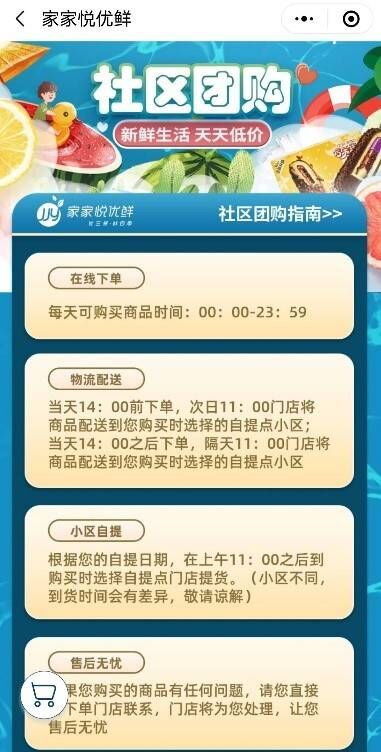 家家悦优鲜
社区团购
新鲜生活 天天低价
JJY 家家悦优鲜
社区团购指南>>
在线下单
每天可购买商品时间：00：00-23：59
物流配送
当天14：00前下单，次日11：00门店将
商品配送到您购买时选择的自提点小区；
当天14：00之后下单，隔天11：00门店将
商品配送到您购买时选择的自提点小区
小区自提
根据您的自提日期，在上午11：00之后到
购买时选择自提点门店提货。（小区不同，
到货时间会有差异，敬请谅解）
售后无忧
果您购买的商品有任何问题，请您直接
下单门店联系，门店将为您处理，让您
售后无忧